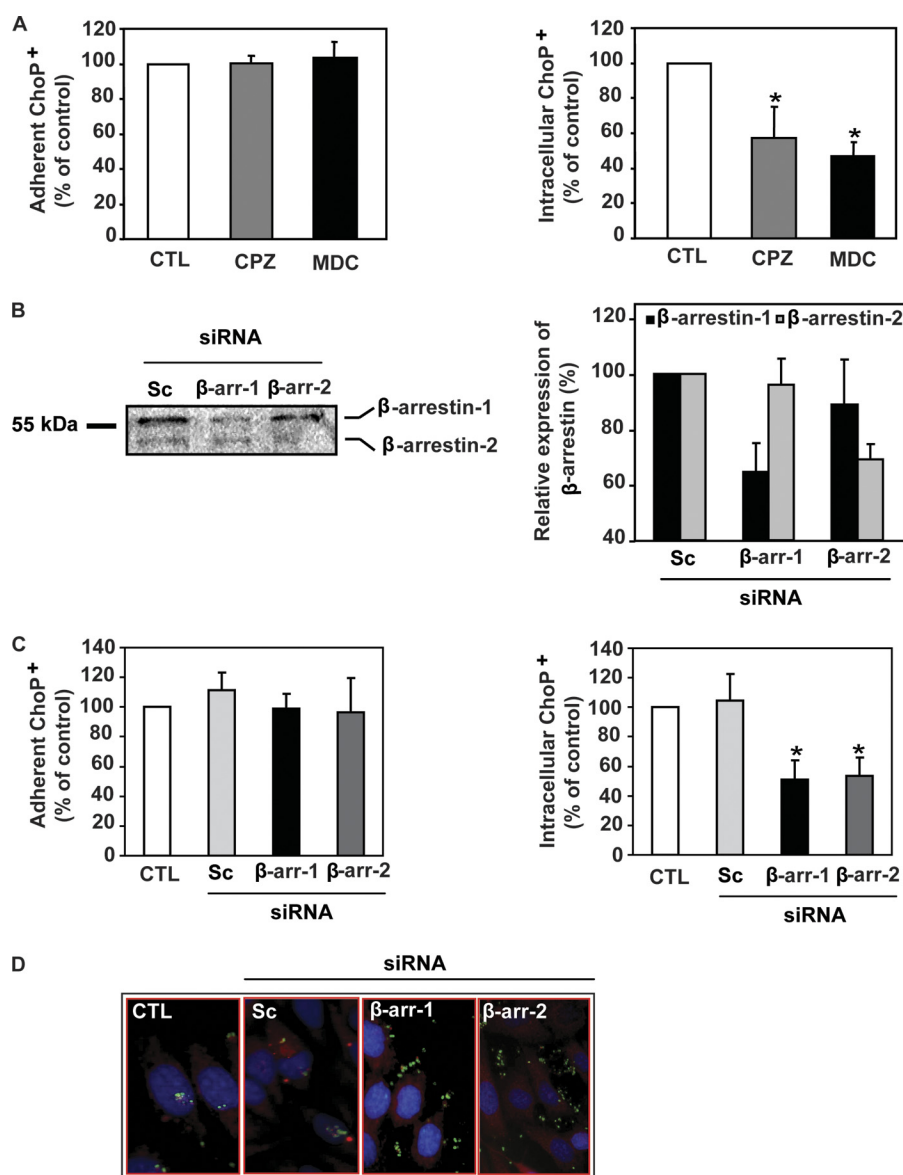 A
Adherent ChoP+
(% of control)
120
100
80
60
40
20
0
CTL CPZ MDC
Intracellular ChoP+
(% of control)
120
100
80
60
40
20
0
*
*
CTL CPZ MDC
B
siRNA
Sc β-arr-1 β-arr-2
55 kDa
β-arrestin-1
β-arrestin-2
Relative expression of
β-arrestin (%)
120
100
80
60
40
β-arrestin-1 β-arrestin-2
Sc β-arr-1 β-arr-2
siRNA
C
Adherent ChoP+
(% of control)
140
120
100
80
60
40
20
0
CTL Sc β-arr-1 β-arr-2
siRNA
Intracellular ChoP+
(% of control)
140
120
100
80
60
40
20
0
* *
CTL Sc β-arr-1 β-arr-2
siRNA
D
siRNA
CTL Sc β-arr-1 β-arr-2